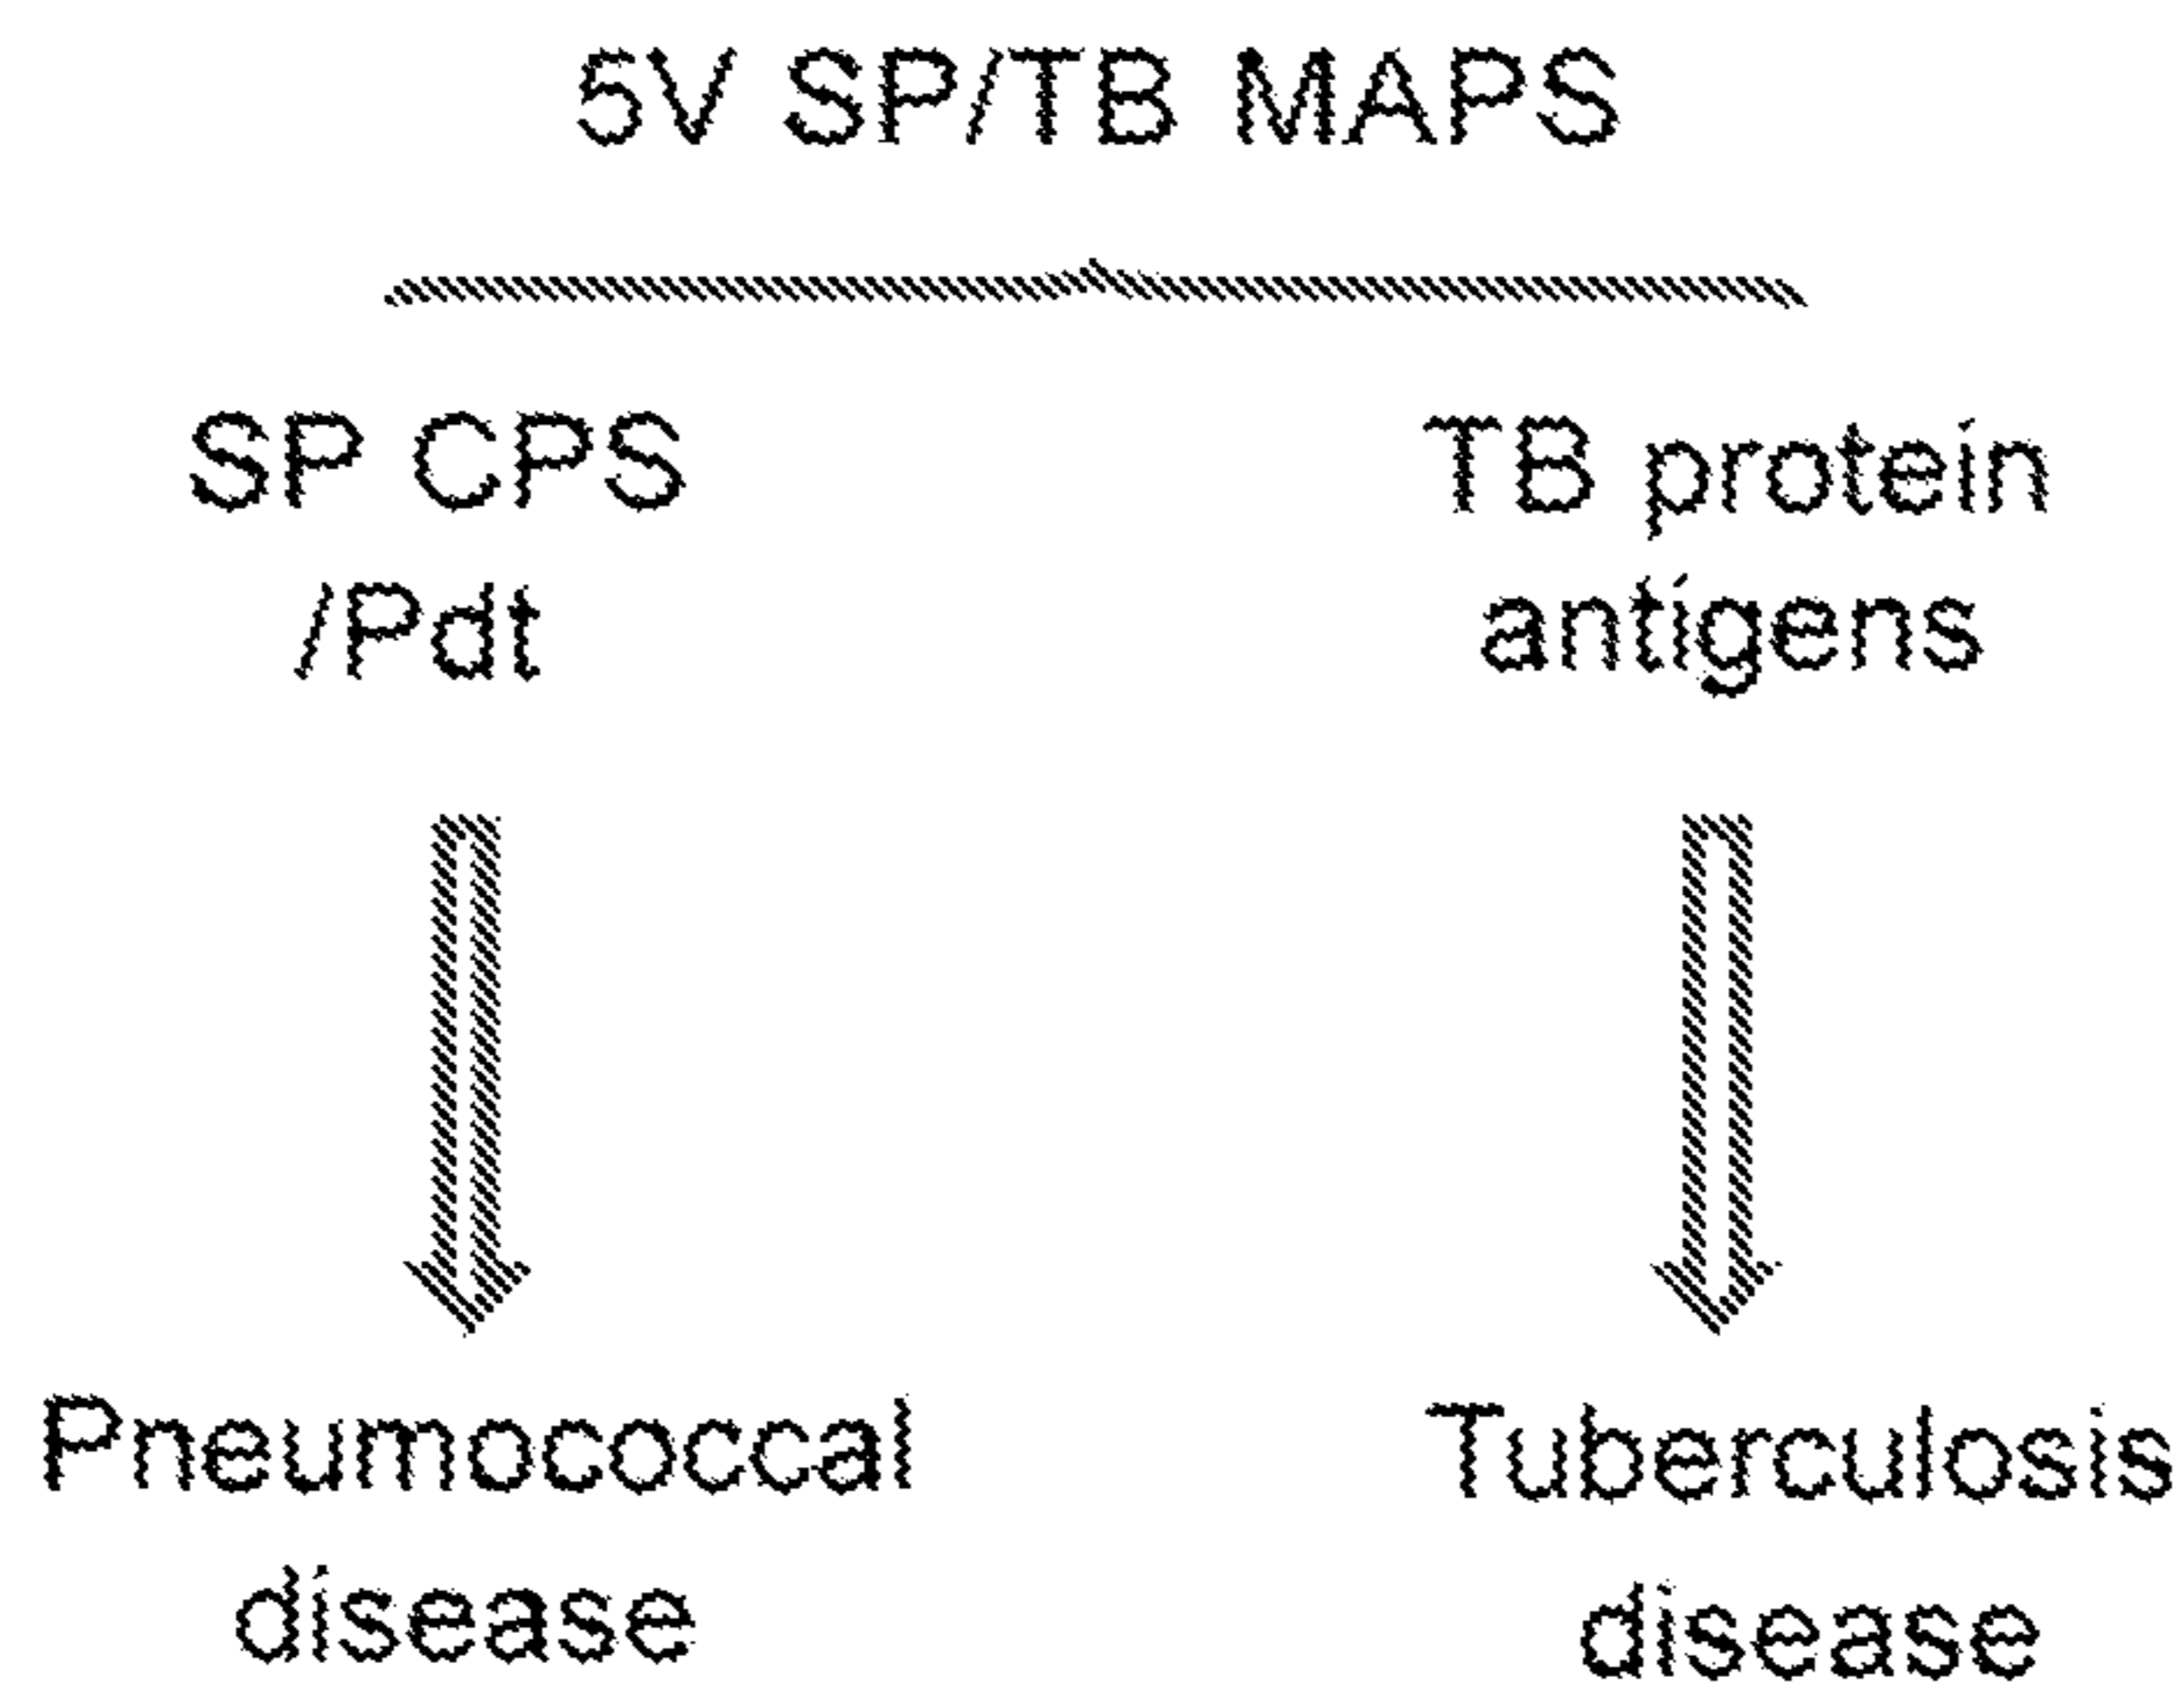 5V SP/TB MAPS
SP CPS
/Pdt
TB protein
antigens
Pneumococcal
disease
Tuberculosis
disease